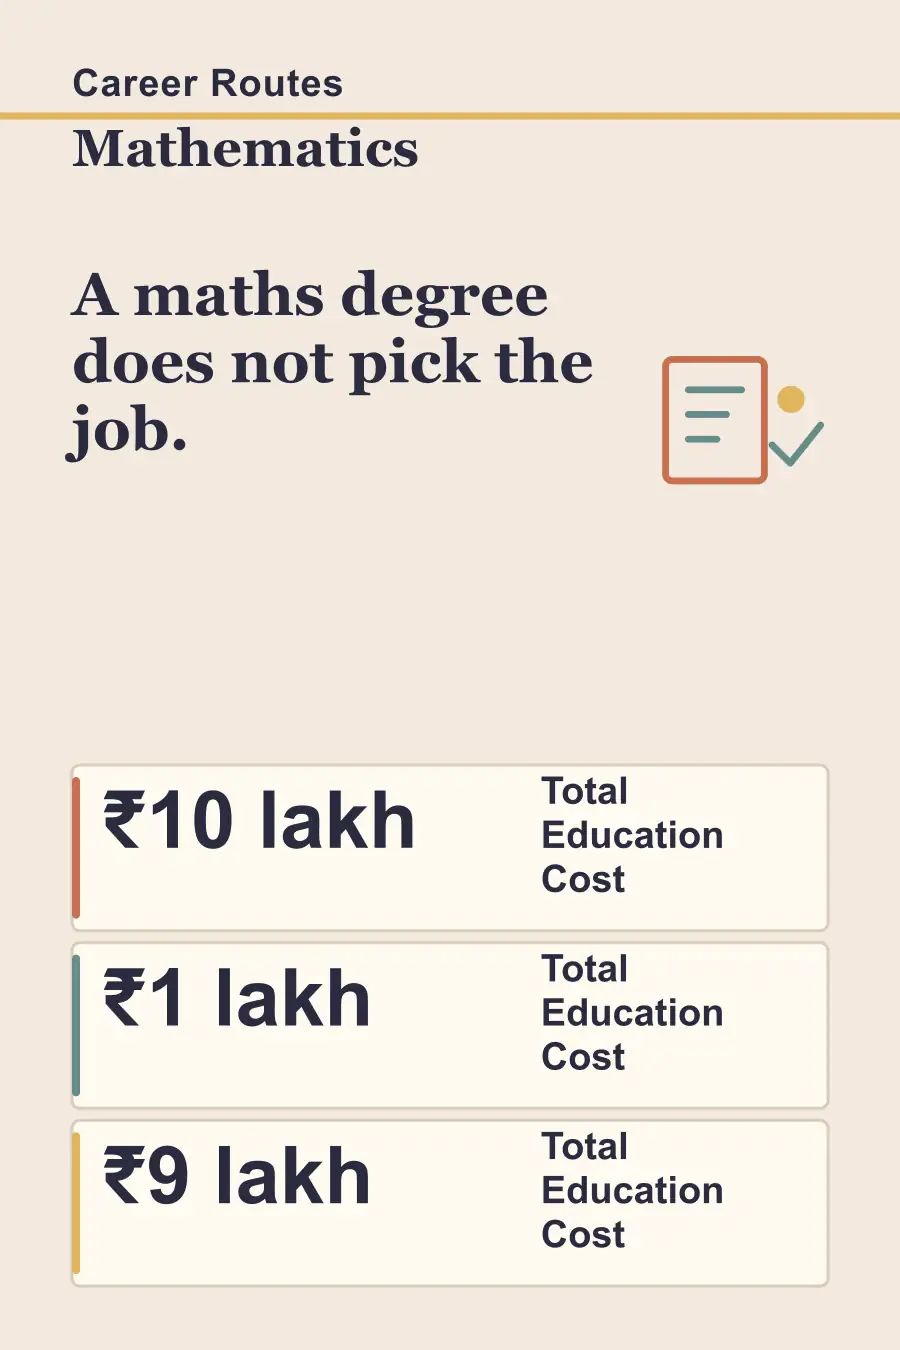 Career Routes
Mathematics
A maths degree
does not pick the
job.
₹10 lakh
Total
Education
Cost
₹1 lakh
Total
Education
Cost
₹9 lakh
Total
Education
Cost